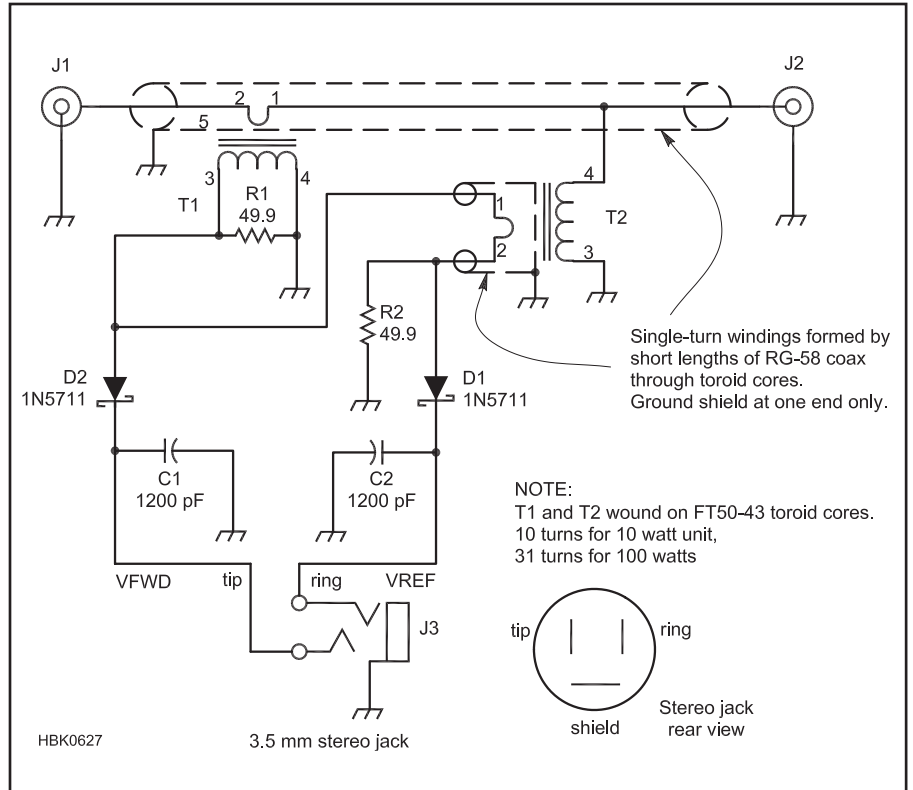 J1
J2
2
1
5
3
4
R1
49.9
T1
1
2
4
3
T2
R2
49.9
Single-turn windings formed by
short lengths of RG-58 coax
through toroid cores.
Ground shield at one end only.
D2
1N5711
D1
1N5711
C1
1200 pF
C2
1200 pF
NOTE:
T1 and T2 wound on FT50-43 toroid cores.
10 turns for 10 watt unit,
31 turns for 100 watts
VFWD
tip
ring
VREF
J3
tip
ring
shield
Stereo jack
rear view
HBK0627
3.5 mm stereo jack